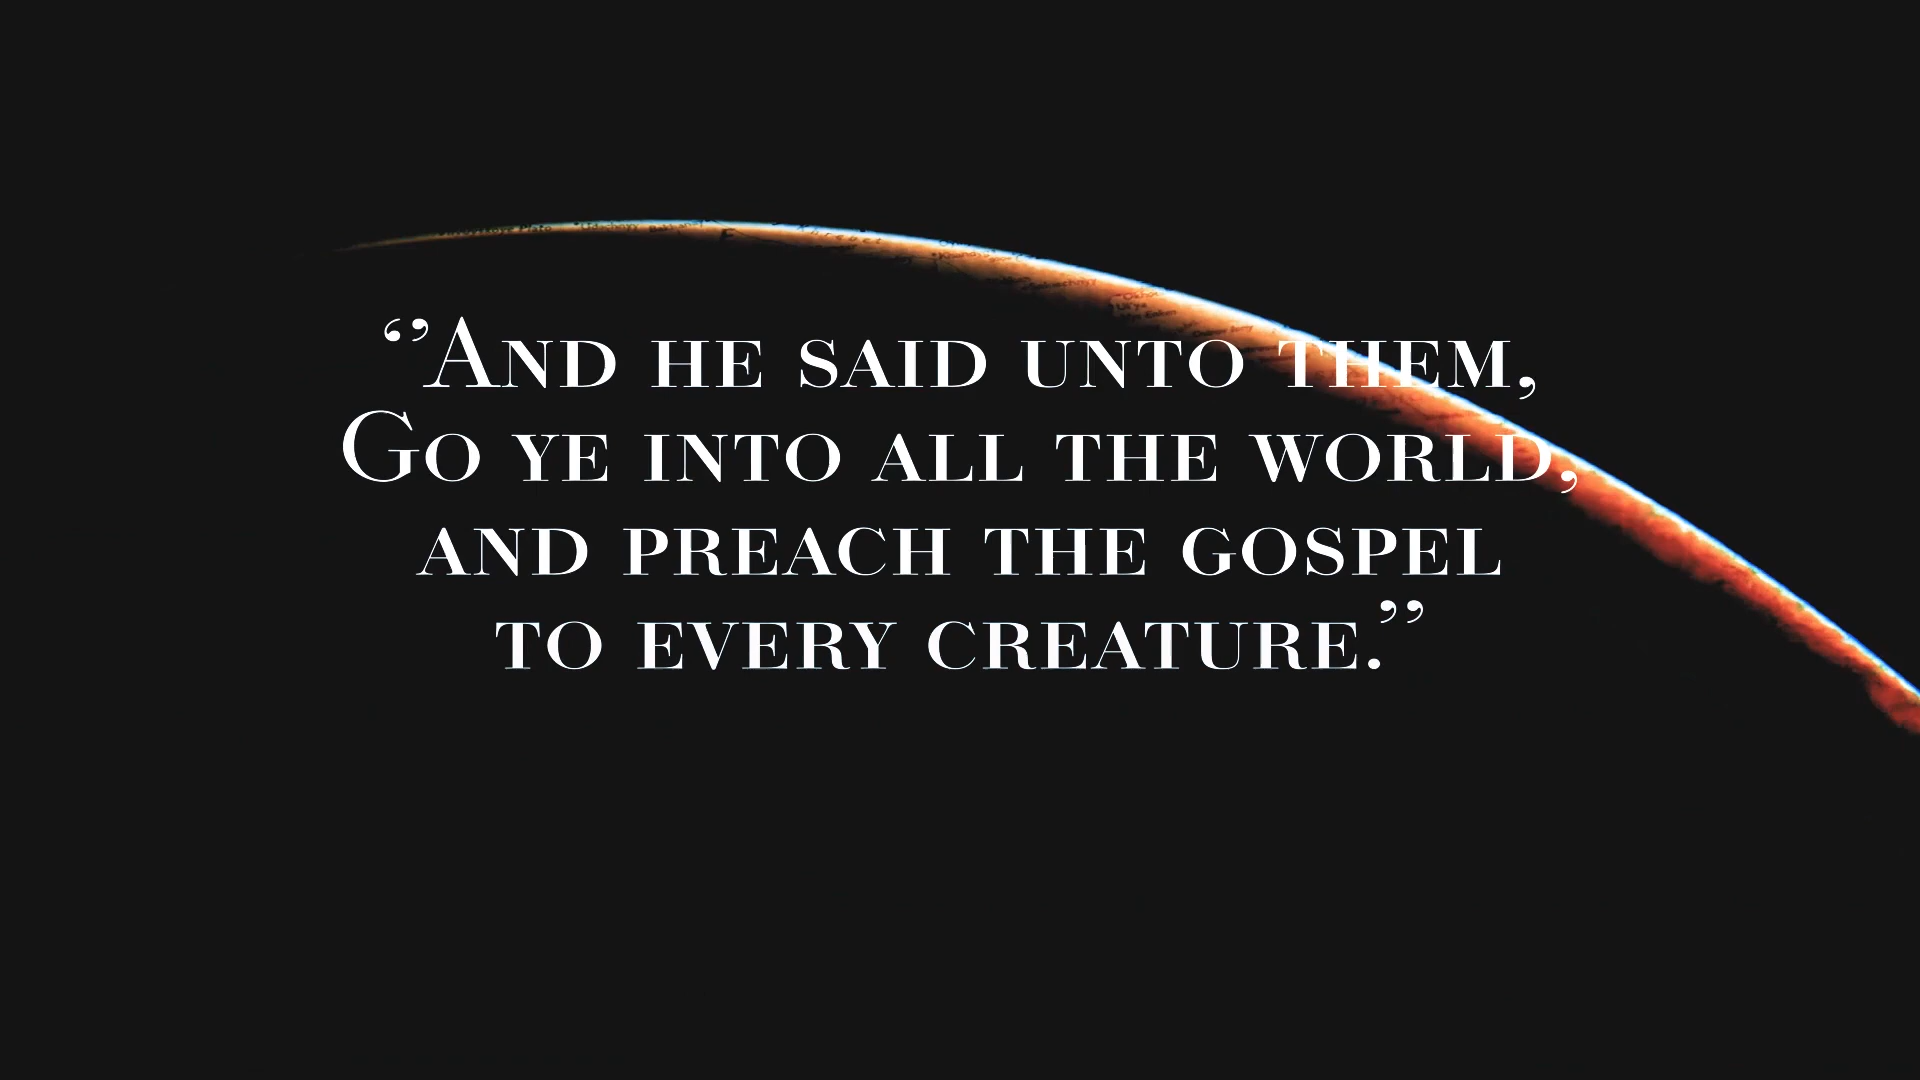 ‘’And he said unto them,
Go ye into all the world,
and preach the gospel
to every creature.’’